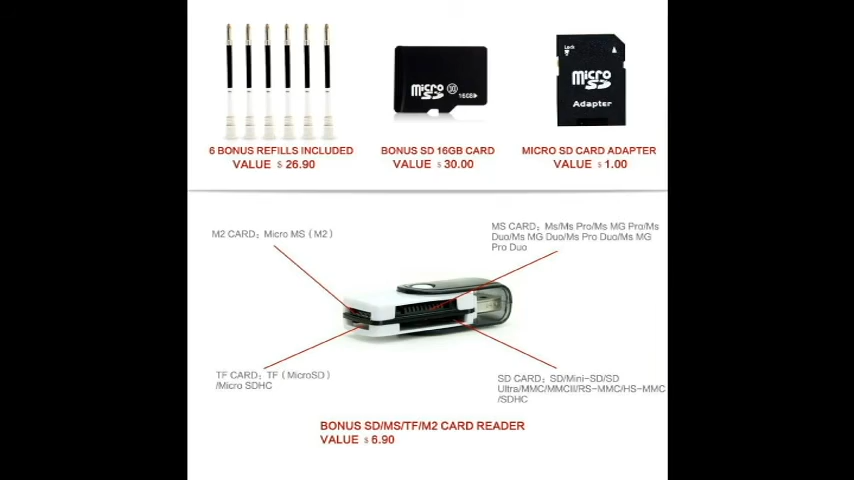 Lock
Micro
SD
Adapter
Micro
SD
10
16GB
6 BONUS REFILLS INCLUDED
VALUE $ 26.90
BONUS SD 16GB CARD
VALUE $ 30.00
MICRO SD CARD ADAPTER
VALUE $ 1.00
M2 CARD：Micro MS（M2）
MS CARD：Ms/Ms Pro/Ms MG Pro/Ms
Duo/Ms MG Duo/Ms Pro Duo/Ms MG
Pro Duo
TF CARD：TF（MicroSD）
/Micro SDHC
SD CARD：SD/Mini-SD/SD
Ultra/MMC/MMCII/RS-MMC/HS-MMC
/SDHC
BONUS SD/MS/TF/M2 CARD READER
VALUE $ 6.90